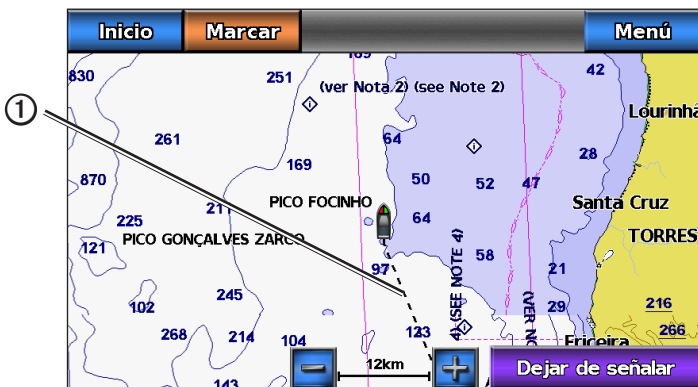 Inicio
Marcar
Menú
169
830
251
42
(ver Nota 2) (see Note 2)
Lourinhã
①
64
261
28
169
870
50
52
47
PICO FOCINHO
Santa Cruz
211
64
225
PICO GONÇALVES ZARCO
TORRES
121
58
97
21
4) (SEE NOTE 4)
245
102
29
216
(VER NO
123
266
268
214
104
Ericeira
12km
Dejar de señalar
143